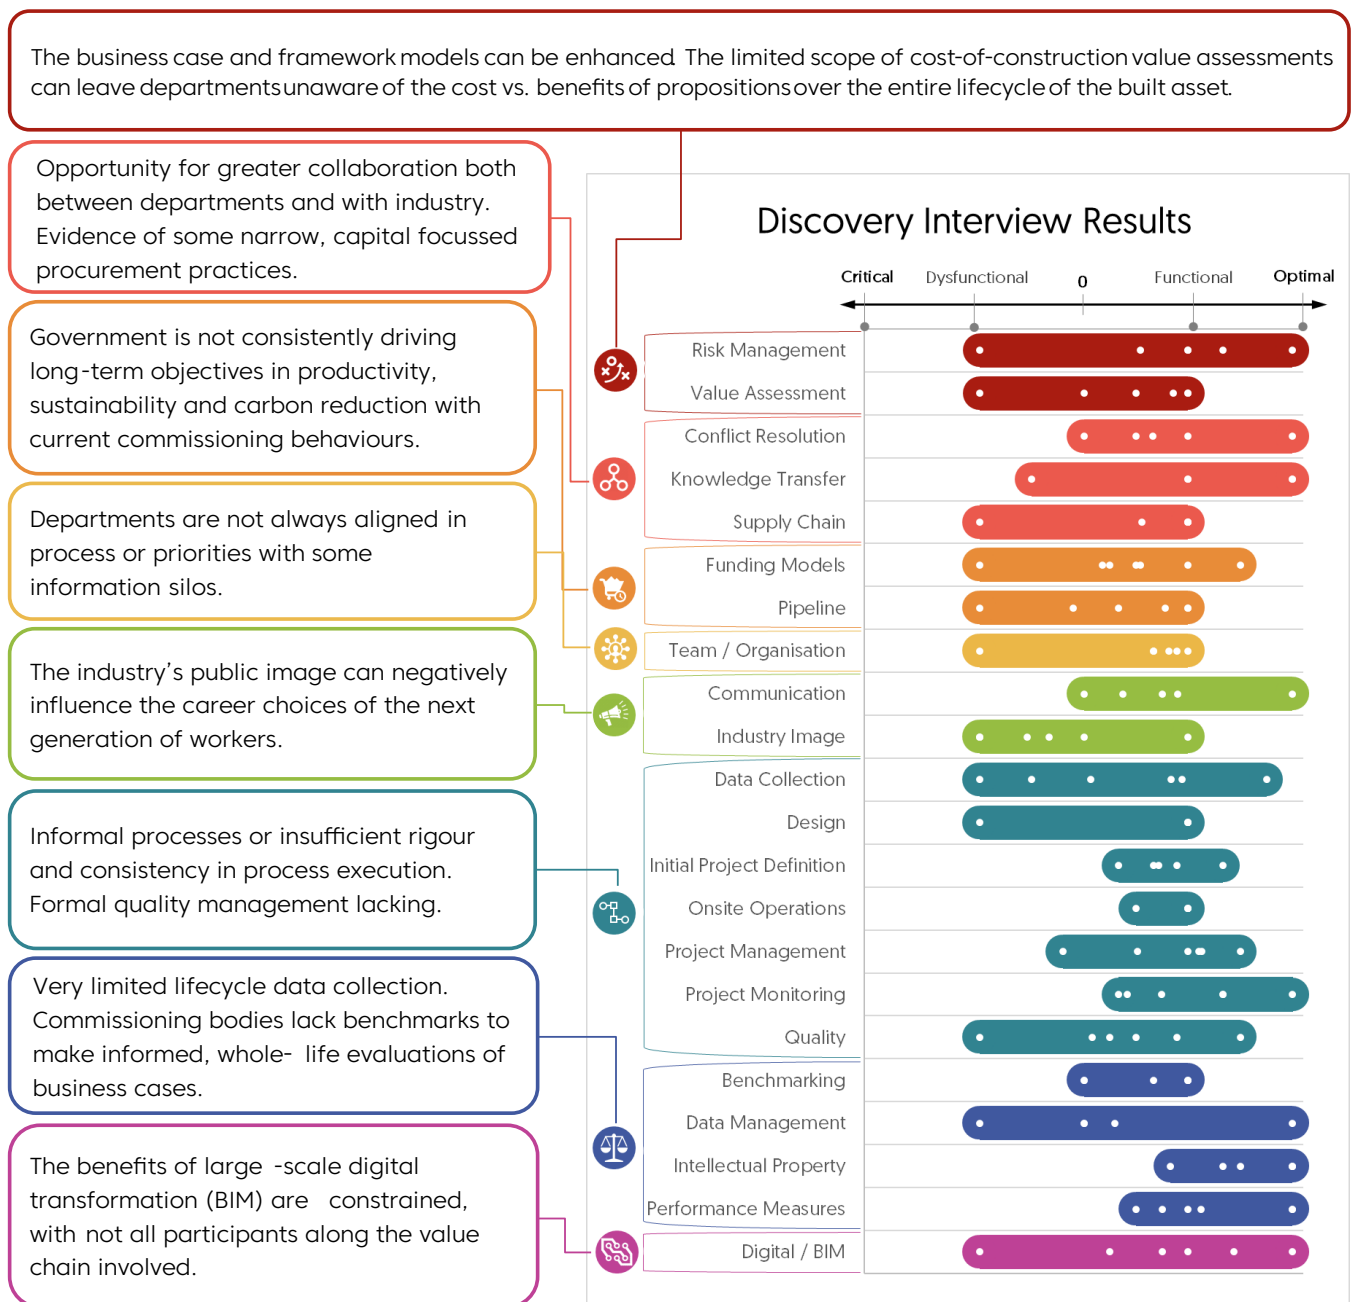 The business case and framework models can be enhanced. The limited scope of cost-of-construction value assessments
can leave departments unaware of the cost vs. benefits of propositions over the entire lifecycle of the built asset.
Opportunity for greater collaboration both
between departments and with industry.
Evidence of some narrow, capital focussed
procurement practices.
Government is not consistently driving
long-term objectives in productivity,
sustainability and carbon reduction with
current commissioning behaviours.
Departments are not always aligned in
process or priorities with some
information silos.
The industry's public image can negatively
influence the career choices of the next
generation of workers.
Informal processes or insufficient rigour
and consistency in process execution.
Formal quality management lacking.
Very limited lifecycle data collection.
Commissioning bodies lack benchmarks to
make informed, whole- life evaluations of
business cases.
The benefits of large -scale digital
transformation (BIM) are constrained,
with not all participants along the value
chain involved.
Discovery Interview Results
Critical Dysfunctional 0 Functional Optimal
Risk Management
Value Assessment
Conflict Resolution
Knowledge Transfer
Supply Chain
Funding Models
Pipeline
Team / Organisation
Communication
Industry Image
Data Collection
Design
Initial Project Definition
Onsite Operations
Project Management
Project Monitoring
Quality
Benchmarking
Data Management
Intellectual Property
Performance Measures
Digital / BIM